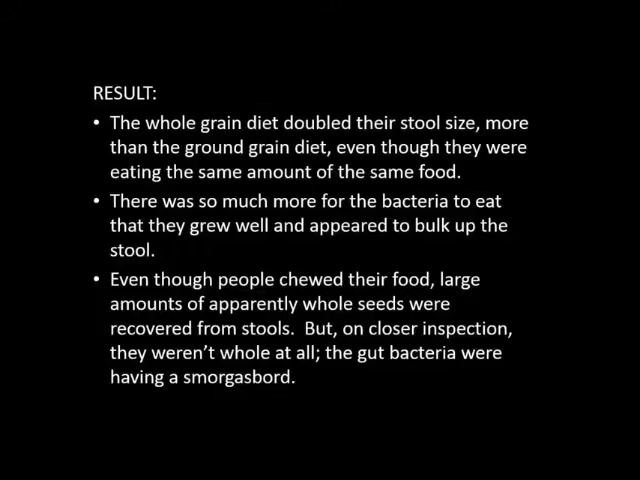 RESULT:
• The whole grain diet doubled their stool size, more
than the ground grain diet, even though they were
eating the same amount of the same food.
• There was so much more for the bacteria to eat
that they grew well and appeared to bulk up the
stool.
• Even though people chewed their food, large
amounts of apparently whole seeds were
recovered from stools.  But, on closer inspection,
they weren't whole at all; the gut bacteria were
having a smorgasbord.